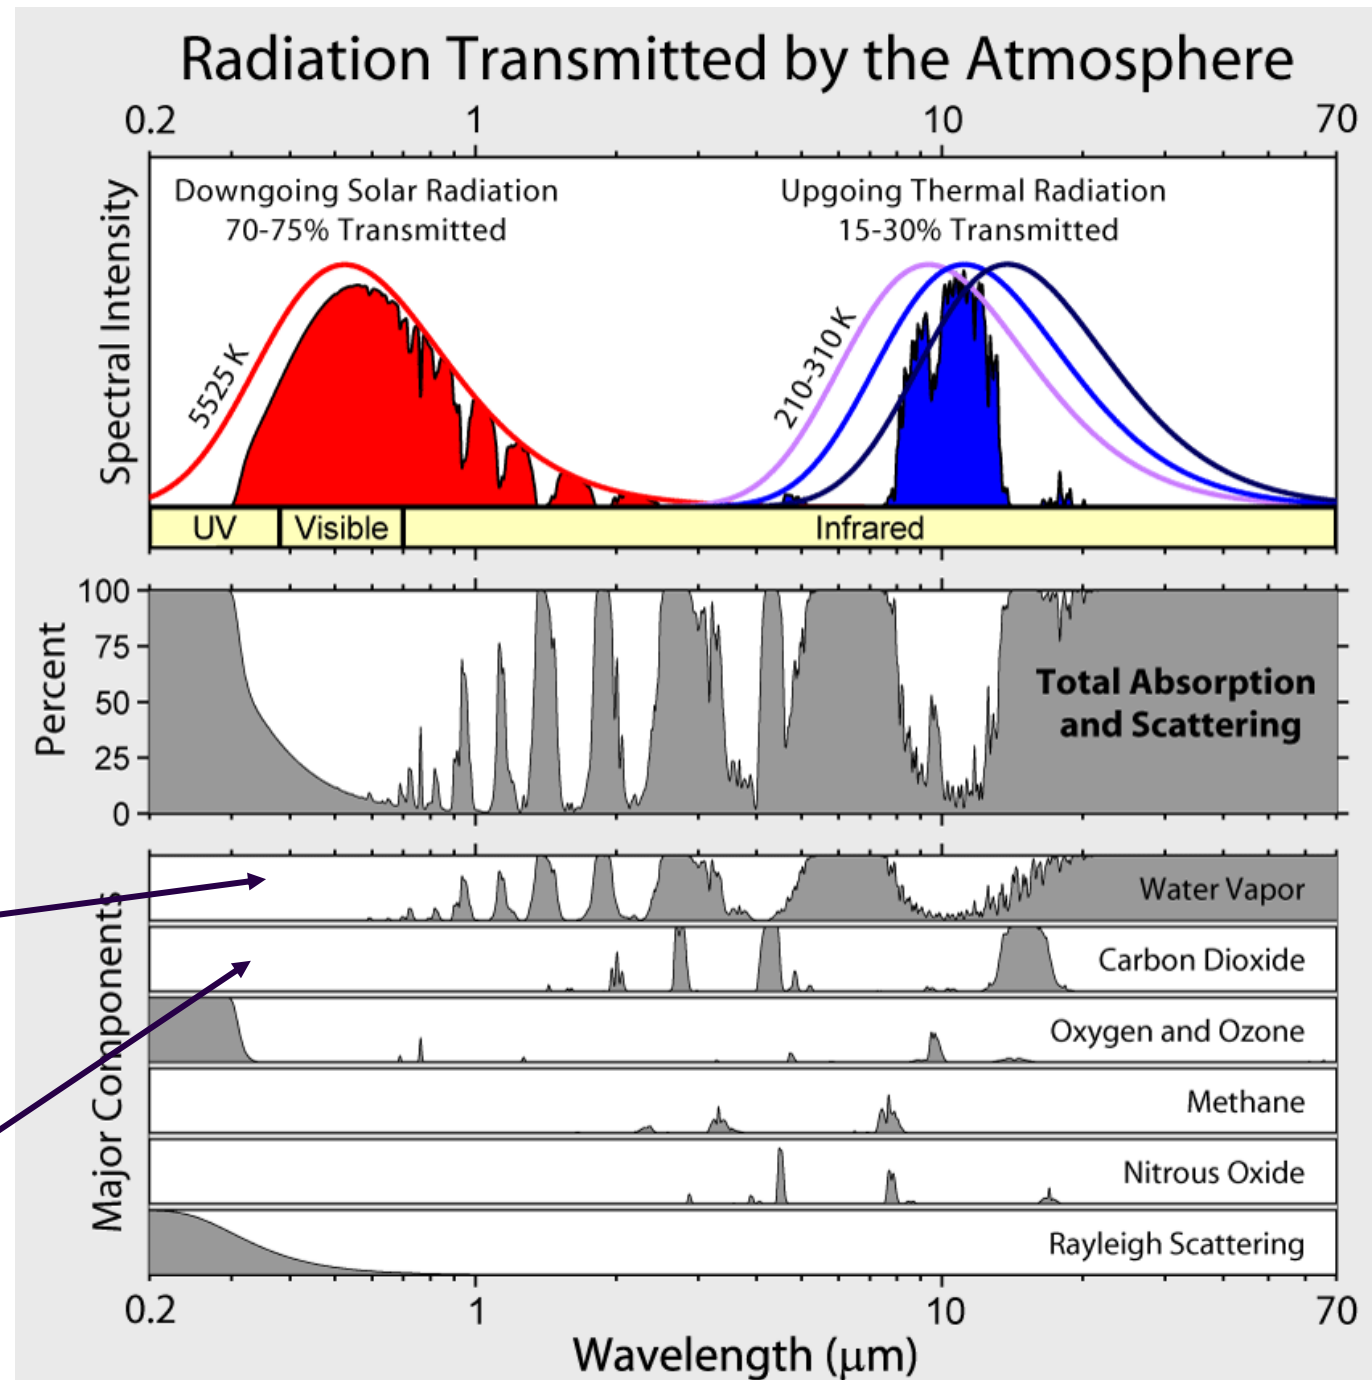 Radiation Transmitted by the Atmosphere
0.2 1 10 70
Spectral Intensity
Downgoing Solar Radiation
70-75% Transmitted
Upgoing Thermal Radiation
15-30% Transmitted
5525 K
210-310 K
UV Visible Infrared
Percent
100
75
50
25
0
Total Absorption
and Scattering
Major Components
Water Vapor
Carbon Dioxide
Oxygen and Ozone
Methane
Nitrous Oxide
Rayleigh Scattering
0.2 1 10 70
Wavelength (μm)